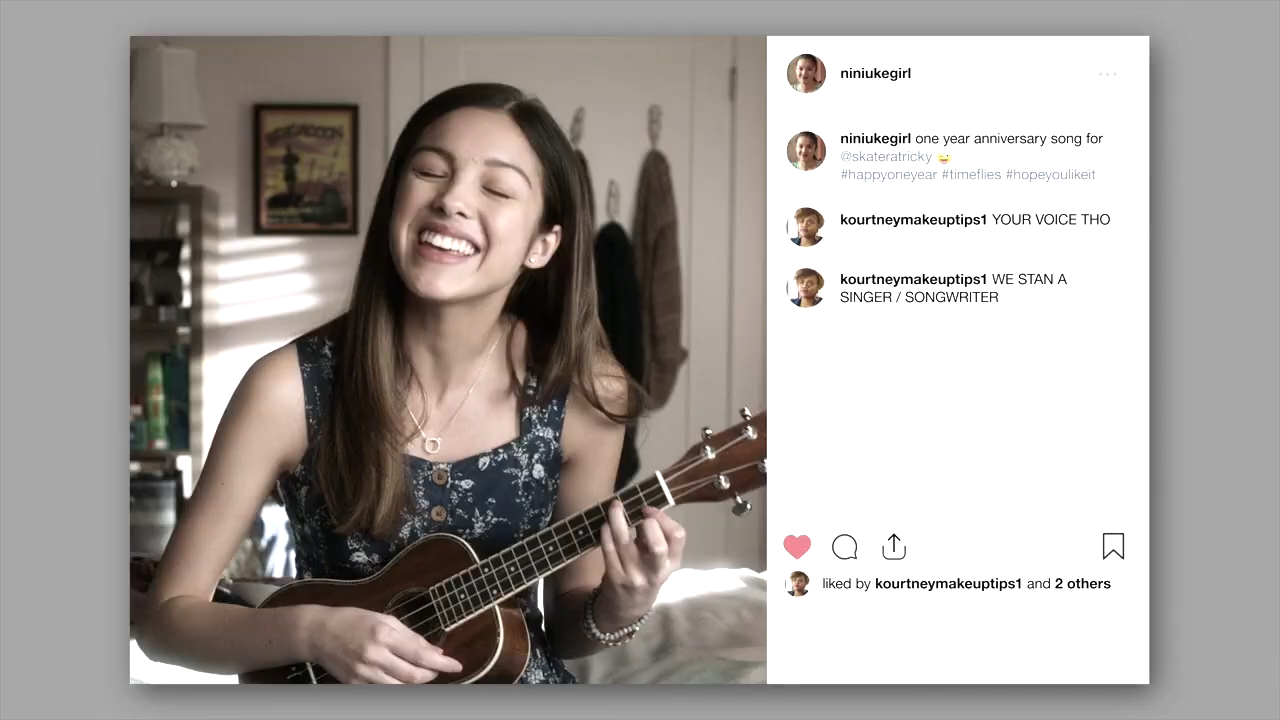 BRIGADOON
niniukegirl
niniukegirl one year anniversary song for
@skateratricky 😜
#happyoneyear #timeflies #hopeyoulikeit
kourtneymakeuptips1 YOUR VOICE THO
kourtneymakeuptips1 WE STAN A
SINGER / SONGWRITER
liked by kourtneymakeuptips1 and 2 others